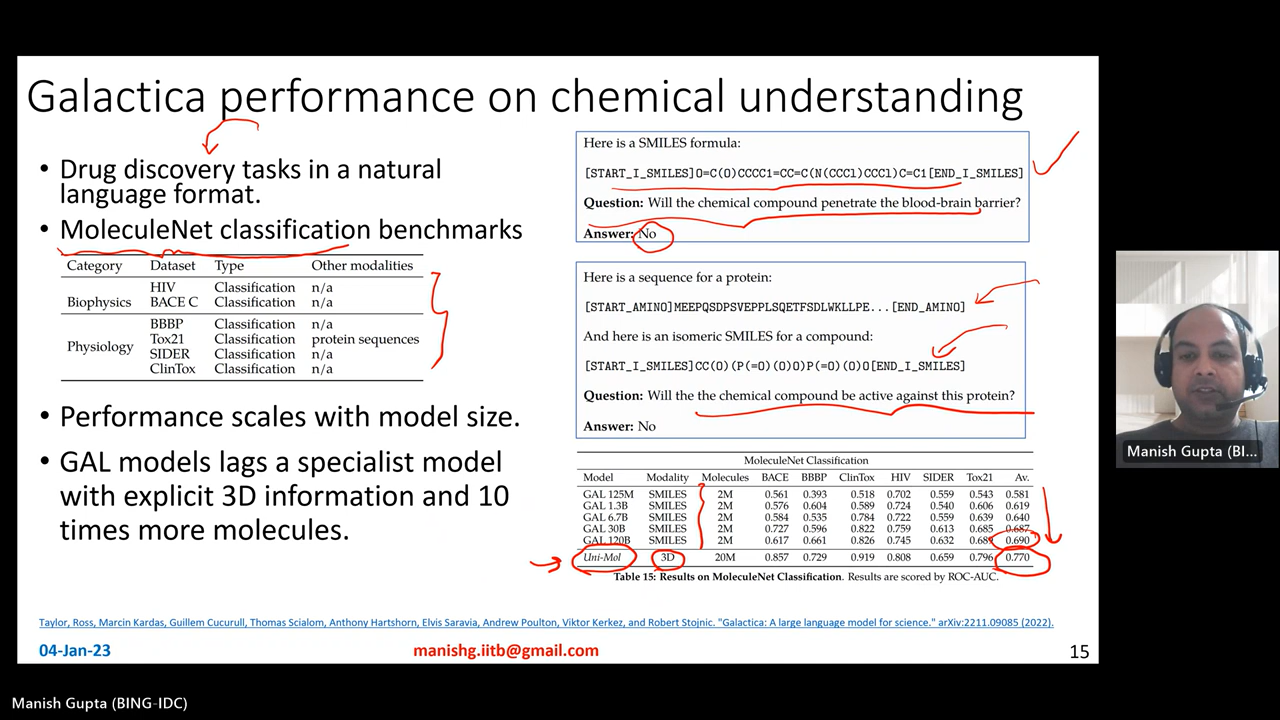 Galactica performance on chemical understanding
• Drug discovery tasks in a natural
language format.
• MoleculeNet classification benchmarks
Category Dataset Type Other modalities
Biophysics
HIV Classification n/a
BACE C Classification n/a
Physiology
BBBP Classification n/a
Tox21 Classification protein sequences
SIDER Classification n/a
ClinTox Classification n/a
• Performance scales with model size.
• GAL models lags a specialist model
with explicit 3D information and 10
times more molecules.
Here is a SMILES formula:
[START_I_SMILES]O=C(O)CCCC1=CC=C(N(CCCl)CCCl)C=C1[END_I_SMILES]
Question: Will the chemical compound penetrate the blood-brain barrier?
Answer: No
Here is a sequence for a protein:
[START_AMINO]MEEPQSDPSVEPPLSQETFSDLWKLLPE...[END_AMINO]
And here is an isomeric SMILES for a compound:
[START_I_SMILES]CC(O)(P(=O)(O)O)P(=O)(O)O[END_I_SMILES]
Question: Will the the chemical compound be active against this protein?
Answer: No
MoleculeNet Classification
Model Modality Molecules BACE BBBP ClinTox HIV SIDER Tox21 Av.
GAL 125M SMILES 2M 0.561 0.393 0.518 0.702 0.559 0.543 0.581
GAL 1.3B SMILES 2M 0.576 0.604 0.589 0.724 0.540 0.606 0.619
GAL 6.7B SMILES 2M 0.584 0.535 0.784 0.722 0.559 0.639 0.640
GAL 30B SMILES 2M 0.727 0.596 0.822 0.759 0.613 0.685 0.687
GAL 120B SMILES 2M 0.617 0.661 0.826 0.745 0.632 0.689 0.690
Uni-Mol 3D 20M 0.857 0.729 0.919 0.808 0.659 0.796 0.770
Table 15: Results on MoleculeNet Classification. Results are scored by ROC-AUC.
Taylor, Ross, Marcin Kardas, Guillem Cucurull, Thomas Scialom, Anthony Hartshorn, Elvis Saravia, Andrew Poulton, Viktor Kerkez, and Robert Stojnic. "Galactica: A large language model for science." arXiv:2211.09085 (2022).
04-Jan-23 manishg.iitb@gmail.com 15
Manish Gupta (BI...
Manish Gupta (BING-IDC)